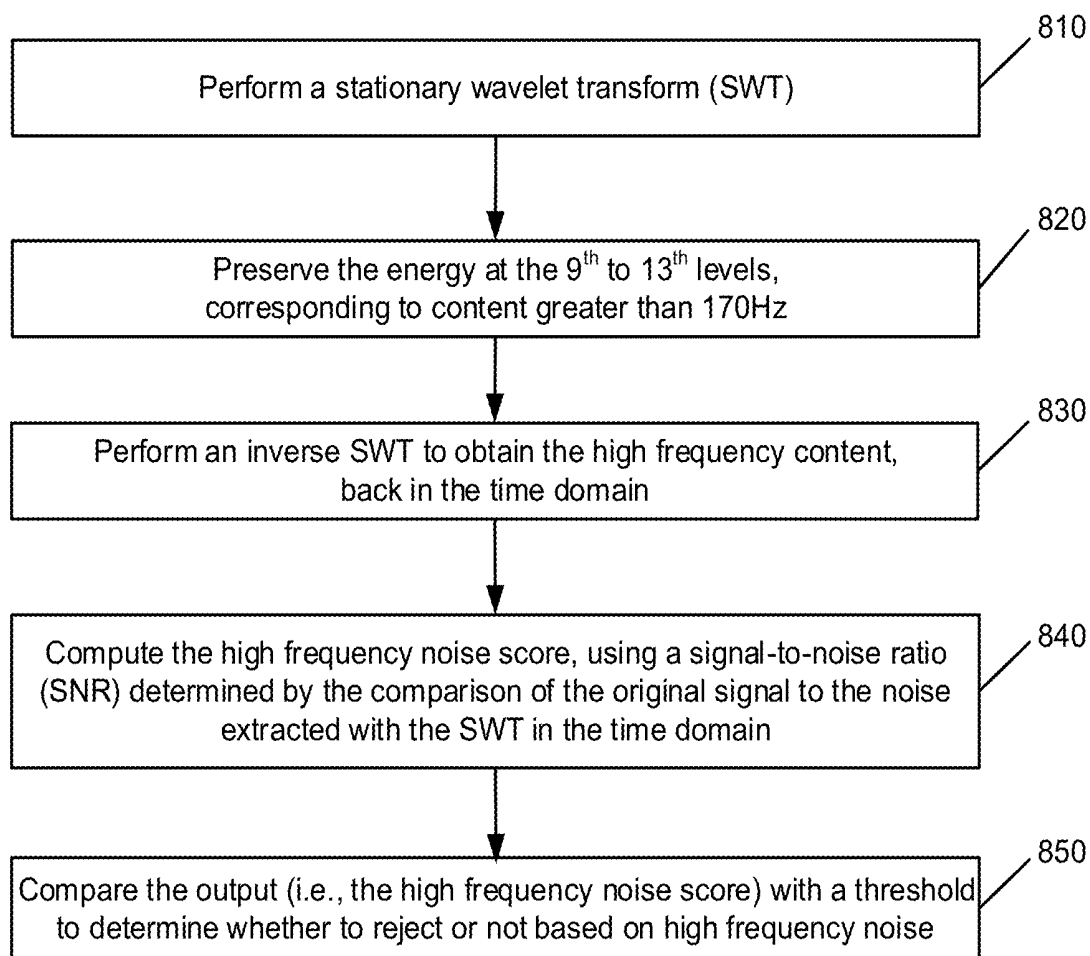 810
Perform a stationary wavelet transform (SWT)
820
Preserve the energy at the 9th to 13th levels,
corresponding to content greater than 170Hz
830
Perform an inverse SWT to obtain the high frequency content,
back in the time domain
840
Compute the high frequency noise score, using a signal-to-noise ratio
(SNR) determined by the comparison of the original signal to the noise
extracted with the SWT in the time domain
850
Compare the output (i.e., the high frequency noise score) with a threshold
to determine whether to reject or not based on high frequency noise